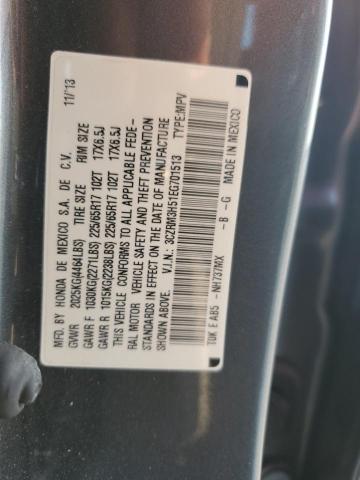 MFD. BY HONDA DE MEXICO S.A. DE C.V. 11/'13
GVWR 2025KG(4464LBS) TIRE SIZE RIM SIZE
GAWR F 1030KG(2271LBS) 225/65R17 102T 17X6.5J
GAWR R 1015KG(2238LBS) 225/65R17 102T 17X6.5J
THIS VEHICLE CONFORMS TO ALL APPLICABLE FEDE-
RAL MOTOR VEHICLE SAFETY AND THEFT PREVENTION
STANDARDS IN EFFECT ON THE DATE OF MANUFACTURE
SHOWN ABOVE. V.I.N.: 3CZRM3H51EG701513
TYPE:MPV
T0K E AB5 -NH737MX -B -G MADE IN MEXICO